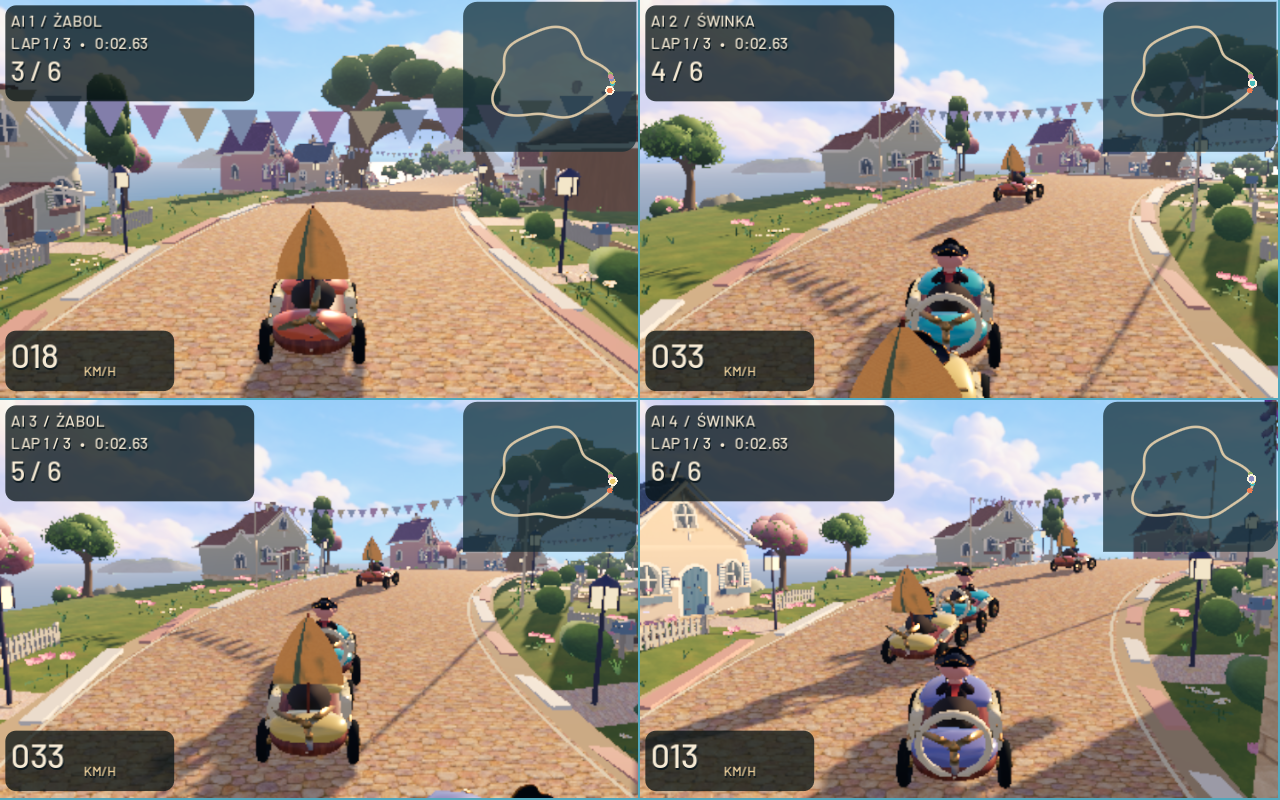 AI 1 / ŻABOL
LAP 1 / 3 • 0:02.63
3 / 6
018 KM/H
AI 2 / ŚWINKA
LAP 1 / 3 • 0:02.63
4 / 6
033 KM/H
AI 3 / ŻABOL
LAP 1 / 3 • 0:02.63
5 / 6
033 KM/H
AI 4 / ŚWINKA
LAP 1 / 3 • 0:02.63
6 / 6
013 KM/H